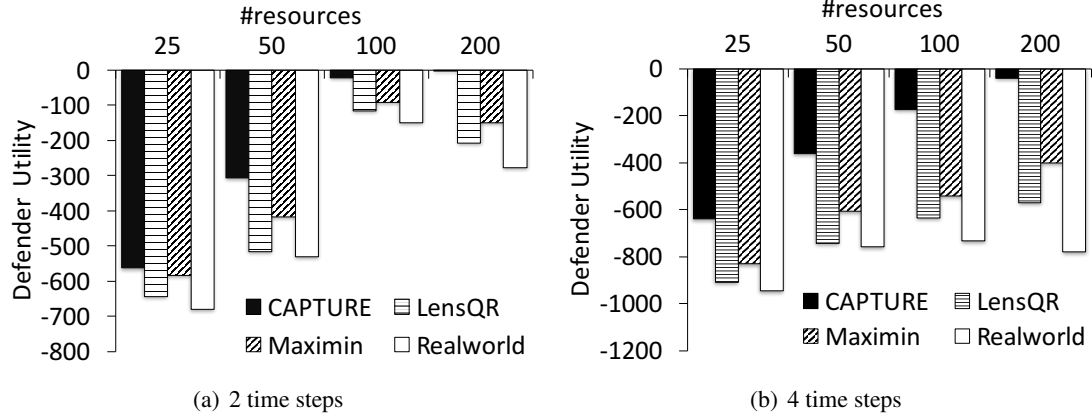 #resources
25 50 100 200
0
-100
-200
-300
-400
-500
-600
-700
-800
Defender Utility
CAPTURE LensQR
Maximin Realworld
(a) 2 time steps
#resources
25 50 100 200
0
-200
-400
-600
-800
-1000
-1200
Defender Utility
CAPTURE LensQR
Maximin Realworld
(b) 4 time steps